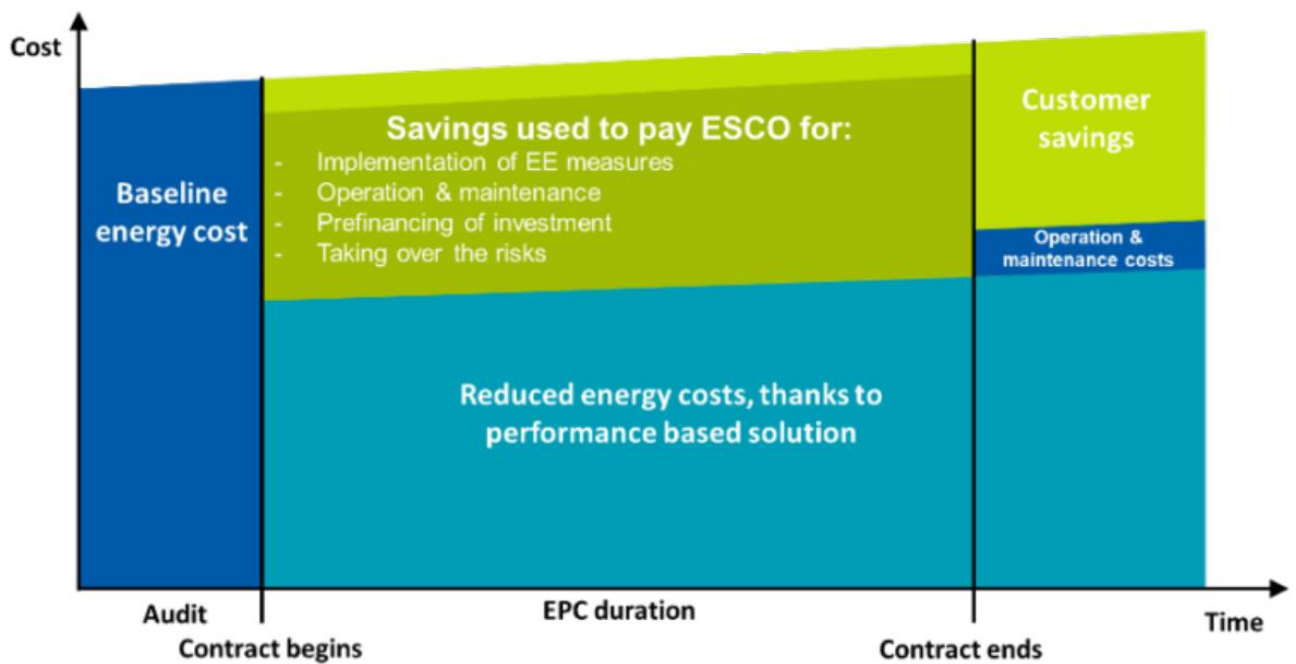 Cost
Baseline
energy cost
Savings used to pay ESCO for:
- Implementation of EE measures
- Operation & maintenance
- Prefinancing of investment
- Taking over the risks
Customer
savings
Operation &
maintenance costs
Reduced energy costs, thanks to
performance based solution
Audit
EPC duration
Time
Contract begins
Contract ends